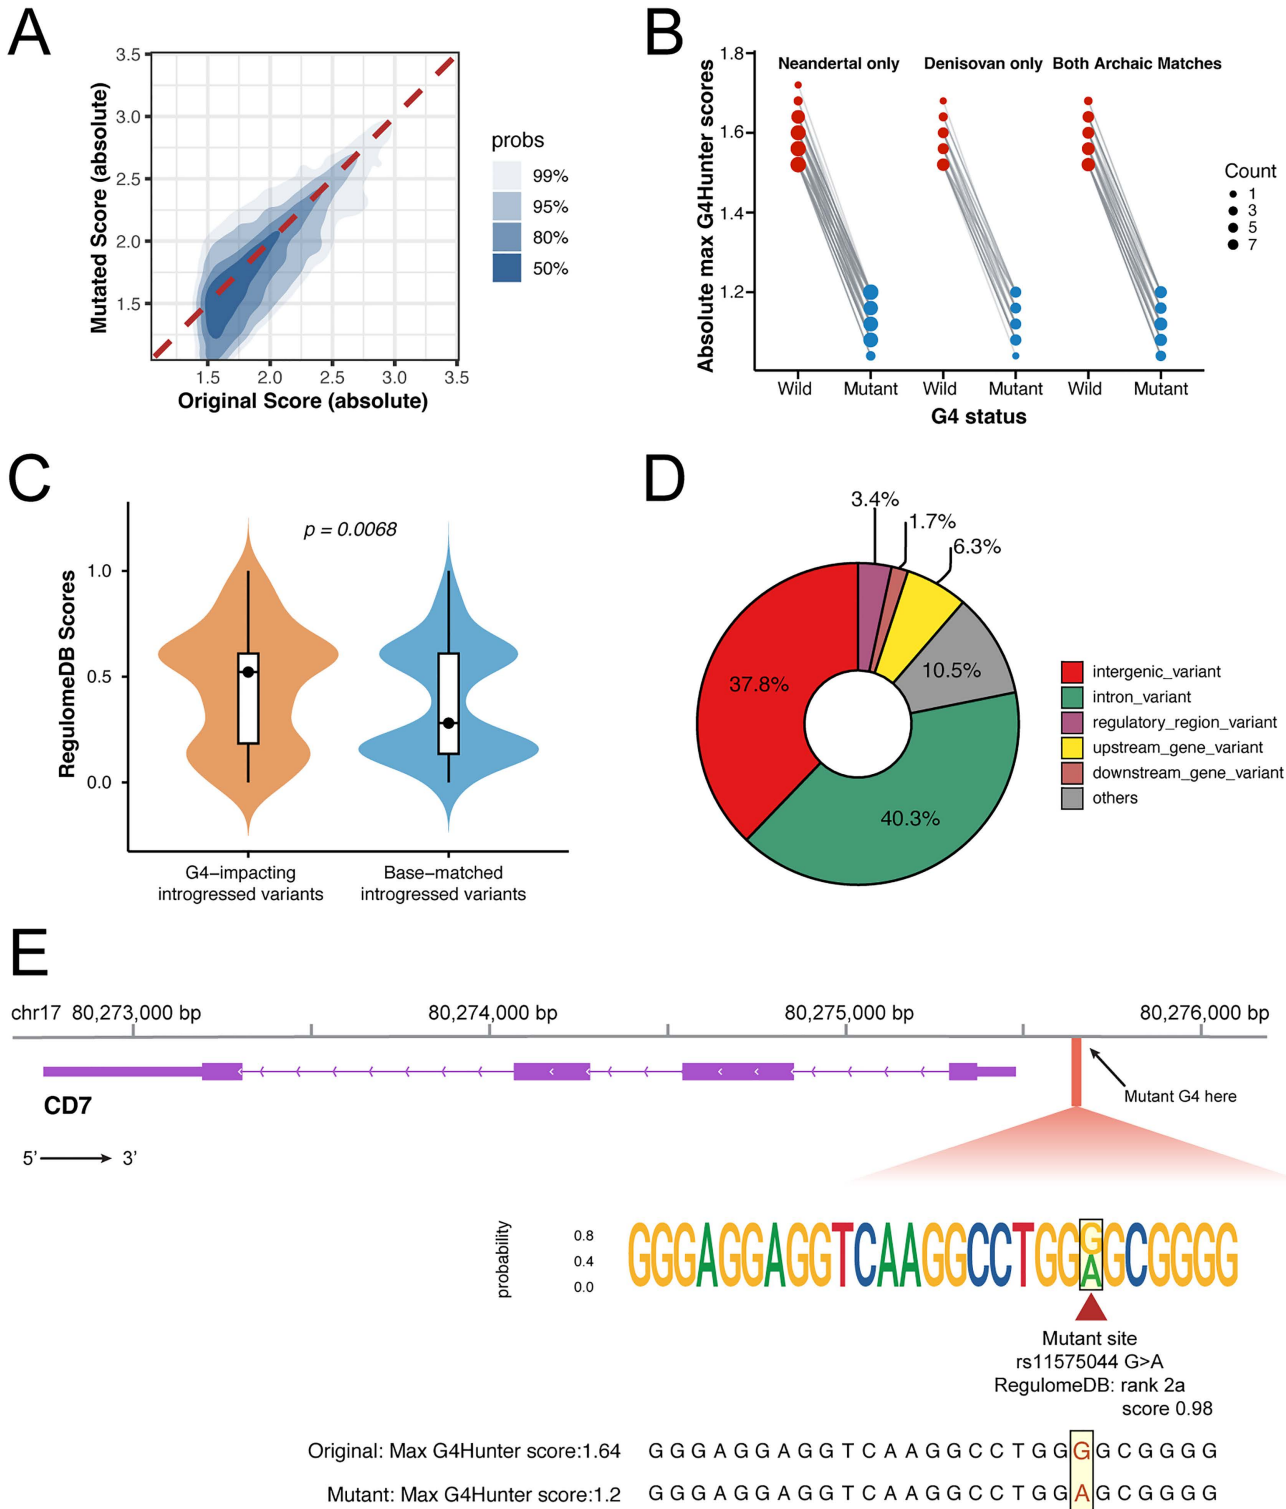 A
Mutated Score (absolute)
3.5
3.0
2.5
2.0
1.5
1.5 2.0 2.5 3.0 3.5
Original Score (absolute)
probs
99%
95%
80%
50%
B
Absolute max G4Hunter scores
1.8
1.6
1.4
1.2
Neandertal only Denisovan only Both Archaic Matches
Wild Mutant Wild Mutant Wild Mutant
G4 status
Count
1
3
5
7
C
RegulomeDB Scores
1.0
0.5
0.0
p = 0.0068
G4–impacting
introgressed variants
Base–matched
introgressed variants
D
3.4%
1.7%
6.3%
10.5%
37.8%
40.3%
intergenic_variant
intron_variant
regulatory_region_variant
upstream_gene_variant
downstream_gene_variant
others
E
chr17 80,273,000 bp 80,274,000 bp 80,275,000 bp 80,276,000 bp
Mutant G4 here
CD7
5' 3'
probability
0.8
0.4
0.0
GGGAGGAGGTCAAGGCCTGGGGCGGGG
A
Mutant site
rs11575044 G>A
RegulomeDB: rank 2a
score 0.98
Original: Max G4Hunter score:1.64 G G G A G G A G G T C A A G G C C T G G G G C G G G G
Mutant: Max G4Hunter score:1.2 G G G A G G A G G T C A A G G C C T G G A G C G G G G